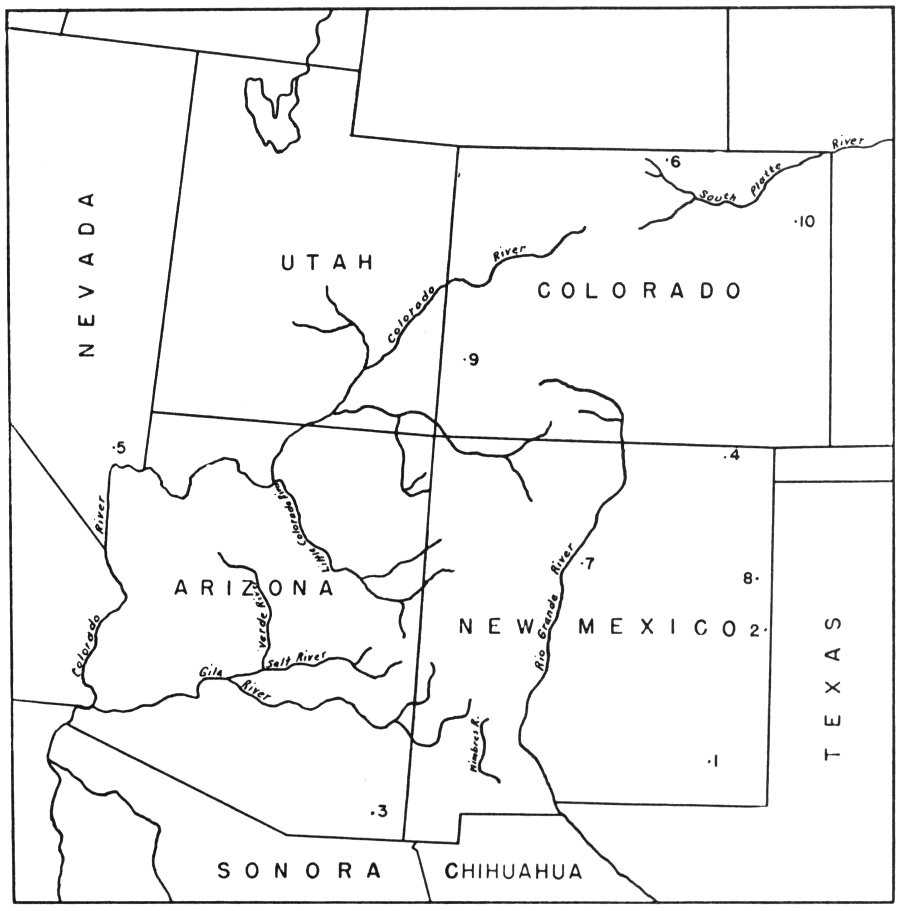 River
·6
South Platte
·10
NEVADA
UTAH
River
COLORADO
Colorado
·9
·5
·4
River
Little Colorado River
River
·7
8·
ARIZONA
Verde River
Rio Grande
NEW MEXICO
2·
Colorado
TEXAS
Salt River
Gila
River
Mimbres R.
·1
·3
SONORA
CHIHUAHUA